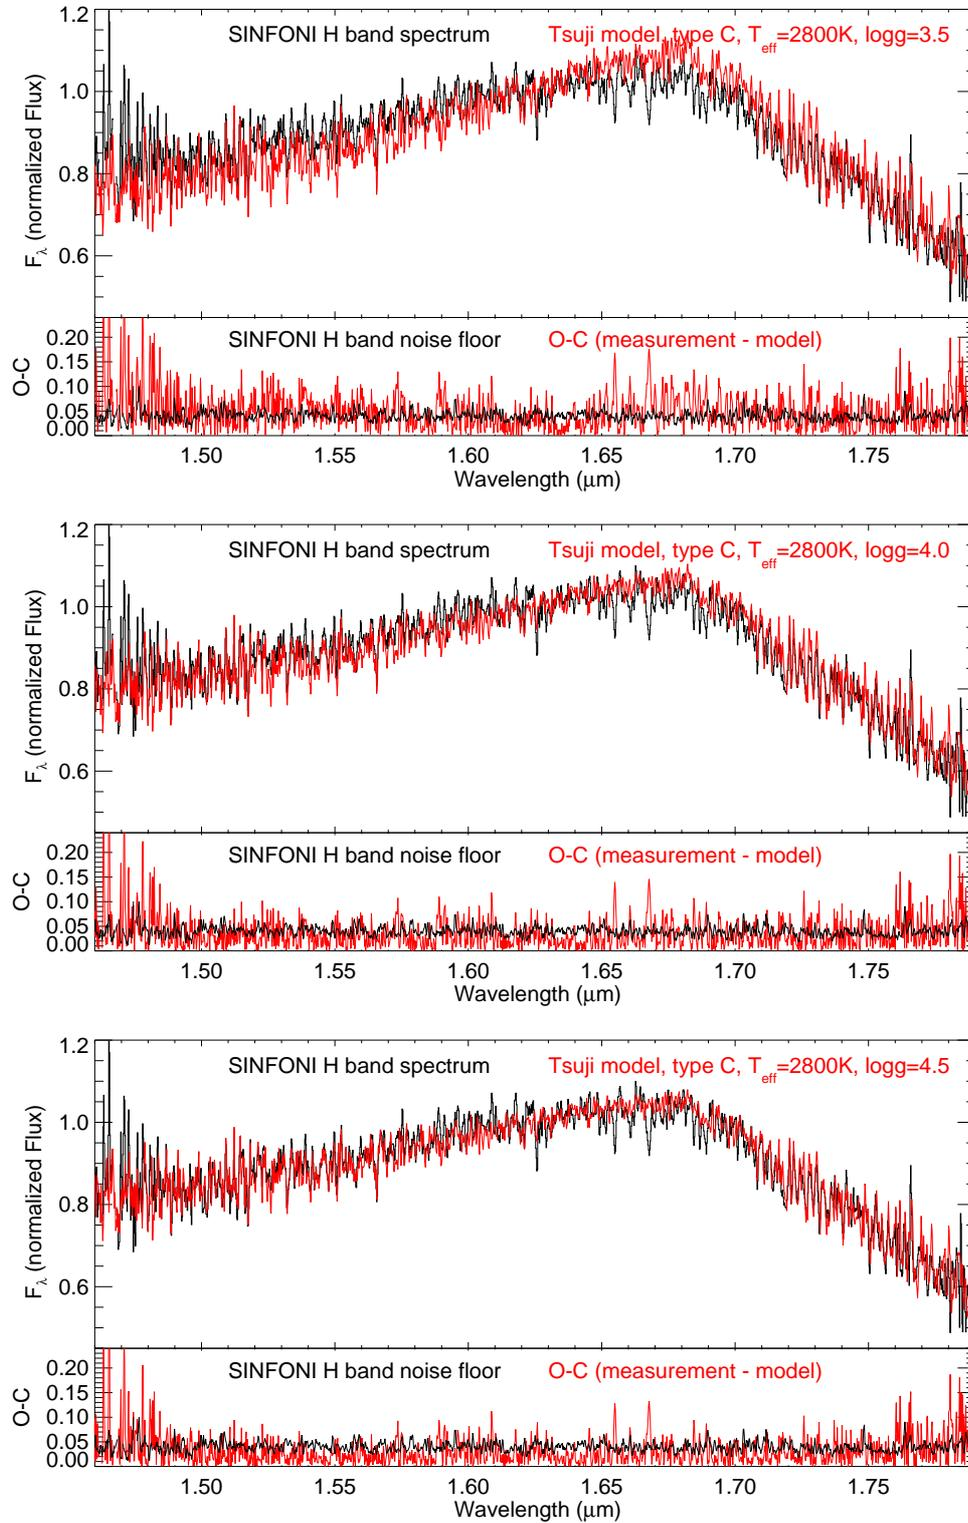 SINFONI H band spectrum
Tsuji model, type C, Teff=2800K, logg=3.5
Fλ (normalized Flux)
1.2
1.0
0.8
0.6
SINFONI H band noise floor
O-C (measurement - model)
O-C
0.20
0.15
0.10
0.05
0.00
1.50 1.55 1.60 1.65 1.70 1.75
Wavelength (μm)
SINFONI H band spectrum
Tsuji model, type C, Teff=2800K, logg=4.0
Fλ (normalized Flux)
1.2
1.0
0.8
0.6
SINFONI H band noise floor
O-C (measurement - model)
O-C
0.20
0.15
0.10
0.05
0.00
1.50 1.55 1.60 1.65 1.70 1.75
Wavelength (μm)
SINFONI H band spectrum
Tsuji model, type C, Teff=2800K, logg=4.5
Fλ (normalized Flux)
1.2
1.0
0.8
0.6
SINFONI H band noise floor
O-C (measurement - model)
O-C
0.20
0.15
0.10
0.05
0.00
1.50 1.55 1.60 1.65 1.70 1.75
Wavelength (μm)